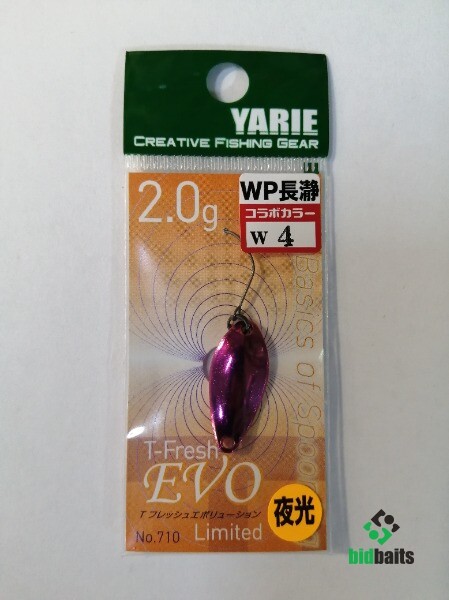 YARIE
CREATIVE FISHING GEAR
2.0g
WP長瀞
コラボカラー
W 4
Basics of Spoon
T-Fresh
EVO
T フレッシュエボリューション
No.710
Limited
夜光
bidbaits